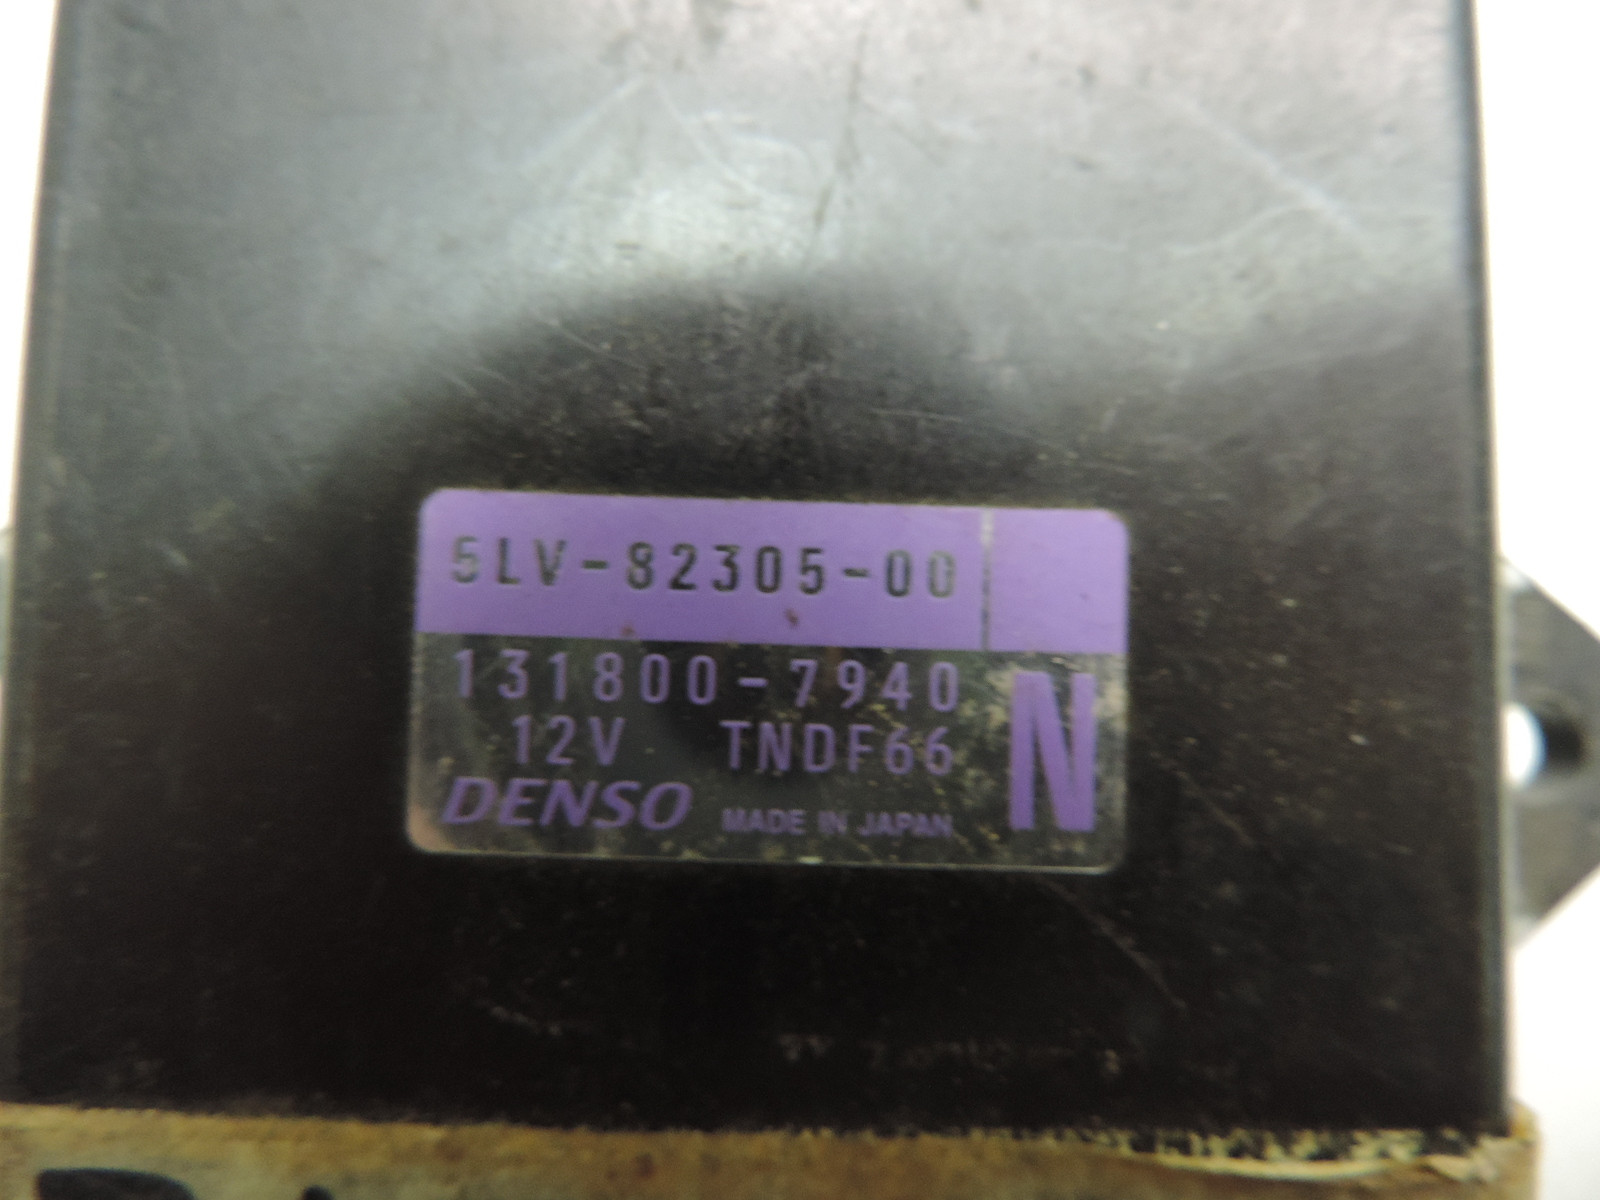 5LV-82305-00
131800-7940
12V TNDF66
N
DENSO MADE IN JAPAN